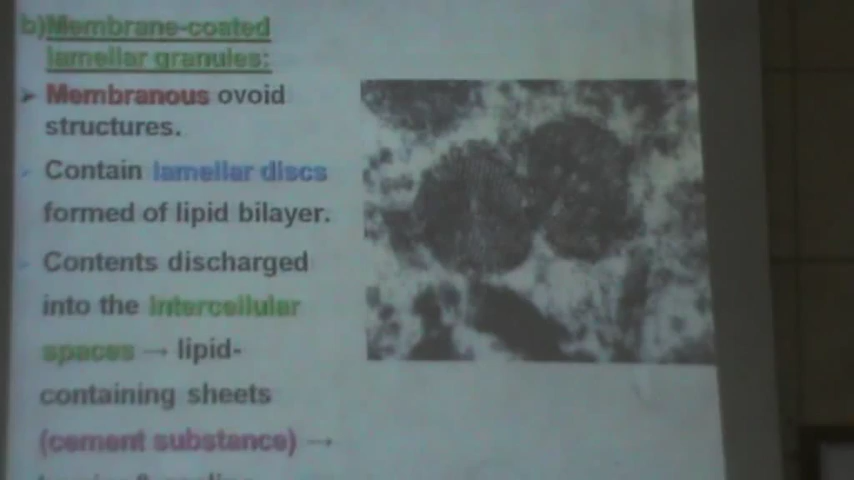 b)Membrane-coated
lamellar granules:
➤ Membranous ovoid
structures.
Contain lamellar discs
formed of lipid bilayer.
Contents discharged
into the intercellular
spaces → lipid-
containing sheets
(cement substance) →